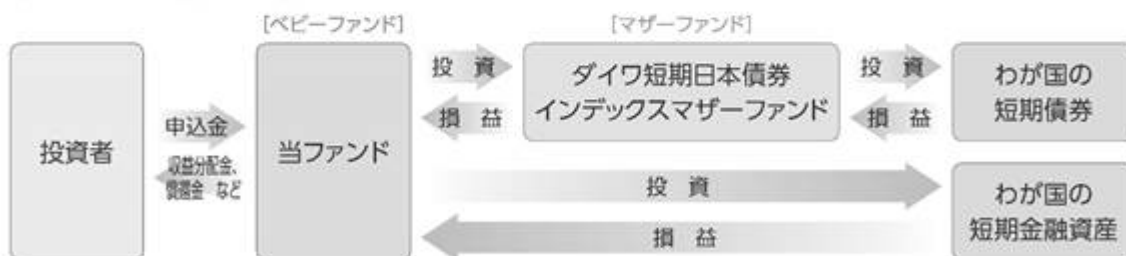 [ベビーファンド]
[マザーファンド]
投資者
申込金
収益分配金、
償還金 など
当ファンド
投 資
損 益
ダイワ短期日本債券
インデックスマザーファンド
投 資
損 益
わが国の
短期債券
投 資
損 益
わが国の
短期金融資産